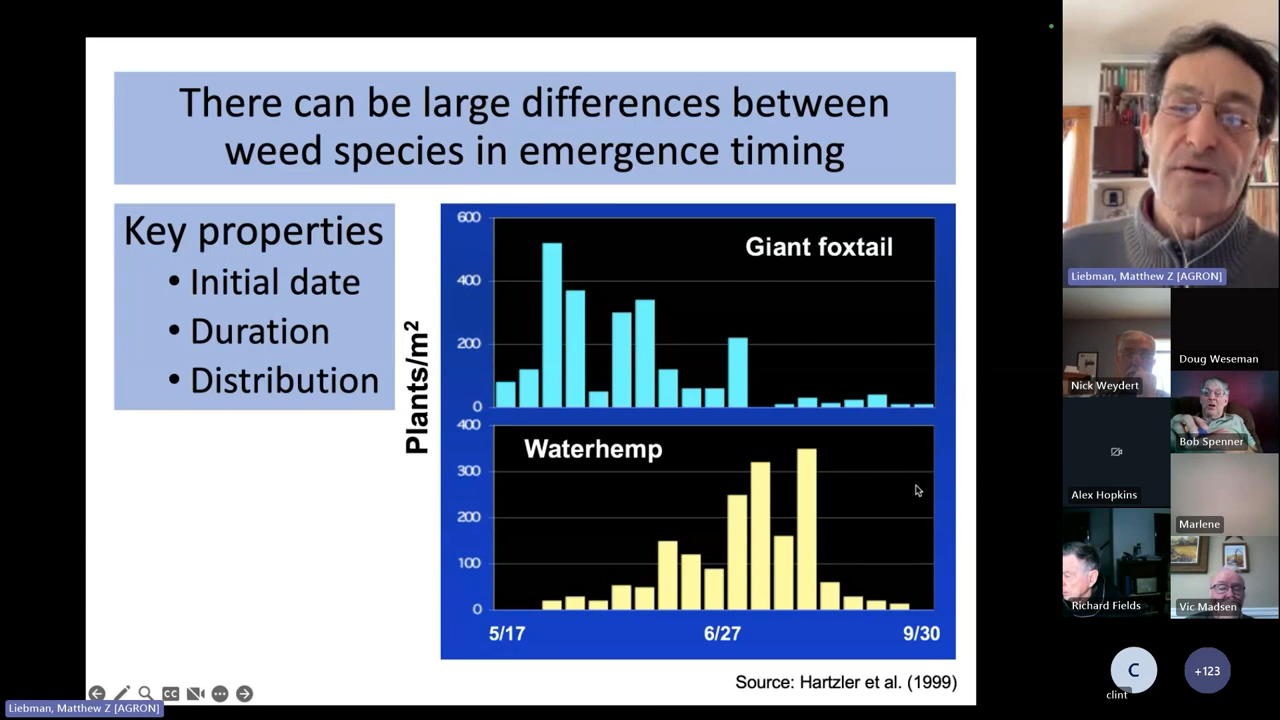 There can be large differences between
weed species in emergence timing
Key properties
• Initial date
• Duration
• Distribution
Plants/m²
600
400
200
0
Giant foxtail
400
300
200
100
0
Waterhemp
5/17
6/27
9/30
Source: Hartzler et al. (1999)
CC
Liebman, Matthew Z [AGRON]
Liebman, Matthew Z [AGRON]
Nick Weydert
Doug Weseman
Bob Spenner
Alex Hopkins
Marlene
Richard Fields
Vic Madsen
C
clint
+123